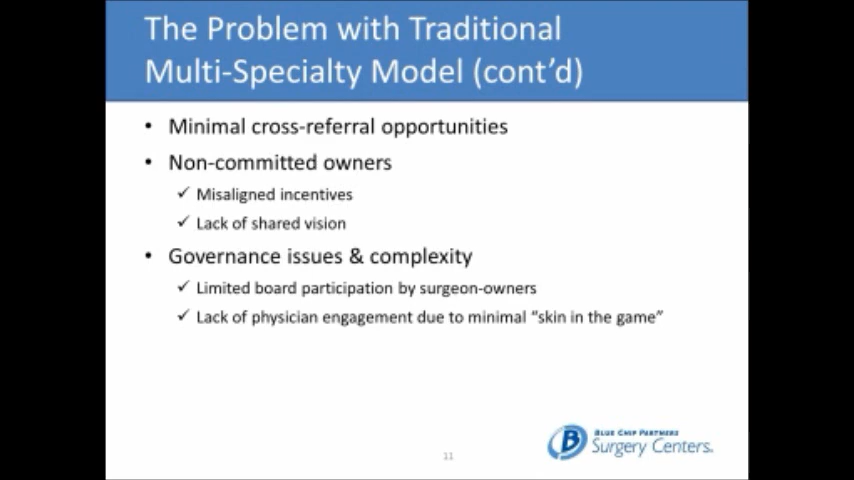 The Problem with Traditional
Multi-Specialty Model (cont’d)
• Minimal cross-referral opportunities
• Non-committed owners
✓ Misaligned incentives
✓ Lack of shared vision
• Governance issues & complexity
✓ Limited board participation by surgeon-owners
✓ Lack of physician engagement due to minimal “skin in the game”
B
Blue Chip Partners
Surgery Centers
11